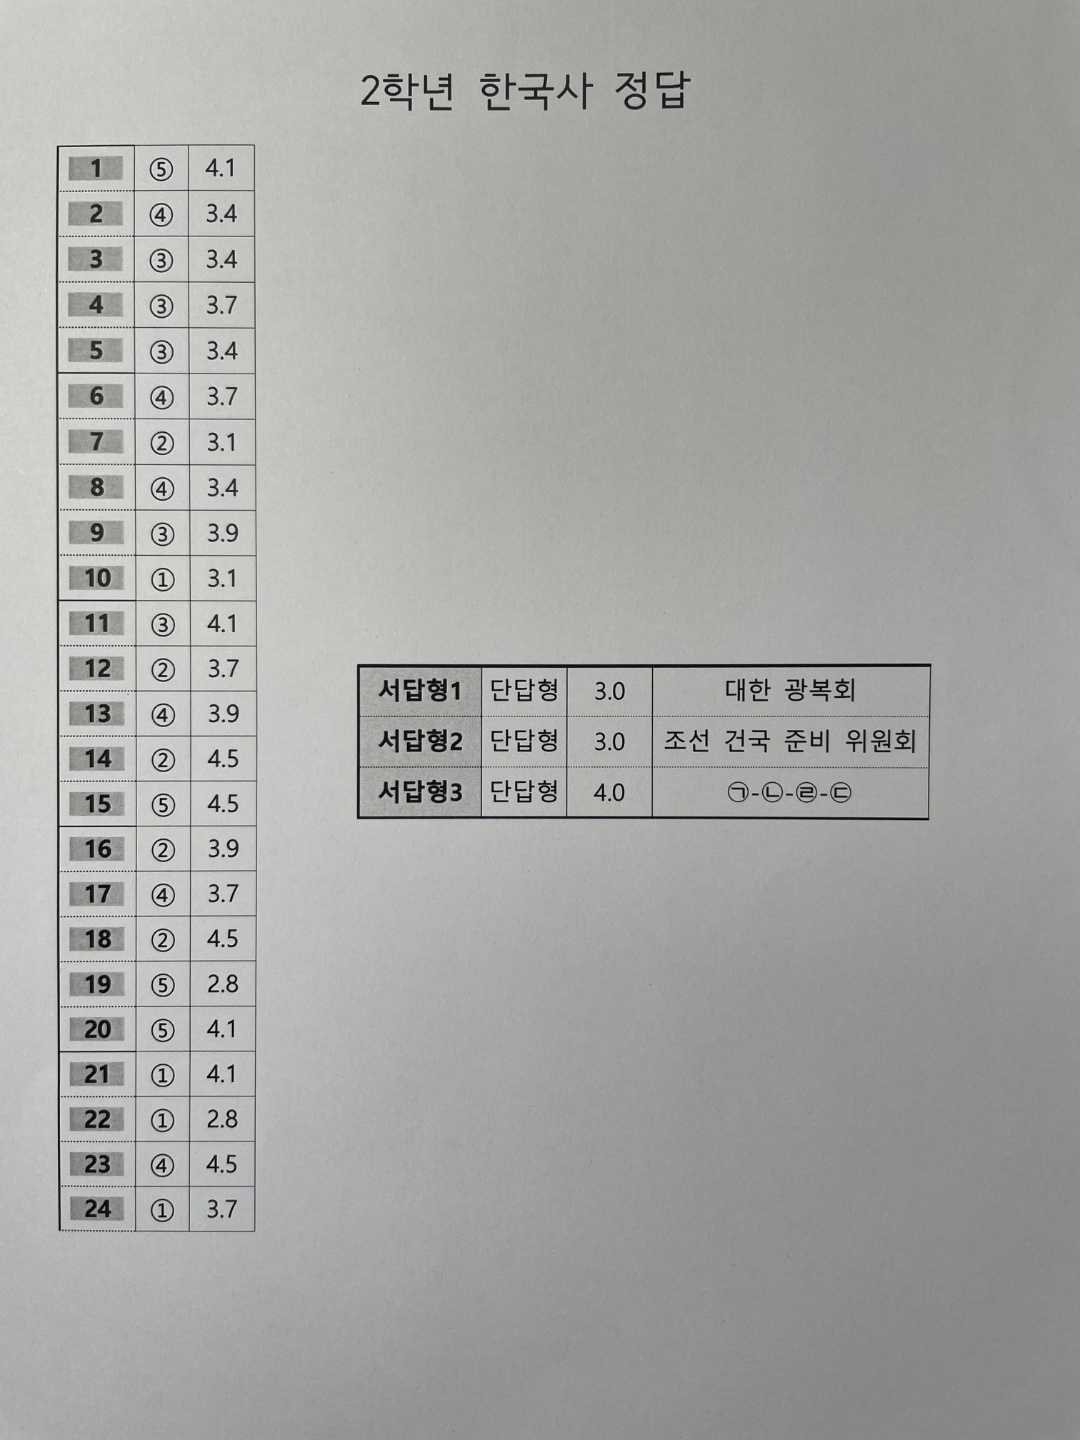 2학년 한국사 정답
1 ⑤ 4.1
2 ④ 3.4
3 ③ 3.4
4 ③ 3.7
5 ③ 3.4
6 ④ 3.7
7 ② 3.1
8 ④ 3.4
9 ③ 3.9
10 ① 3.1
11 ③ 4.1
12 ② 3.7
13 ④ 3.9
14 ② 4.5
15 ⑤ 4.5
16 ② 3.9
17 ④ 3.7
18 ② 4.5
19 ⑤ 2.8
20 ⑤ 4.1
21 ① 4.1
22 ① 2.8
23 ④ 4.5
24 ① 3.7
서답형1 단답형 3.0 대한 광복회
서답형2 단답형 3.0 조선 건국 준비 위원회
서답형3 단답형 4.0 ㉠-㉡-㉣-㉢